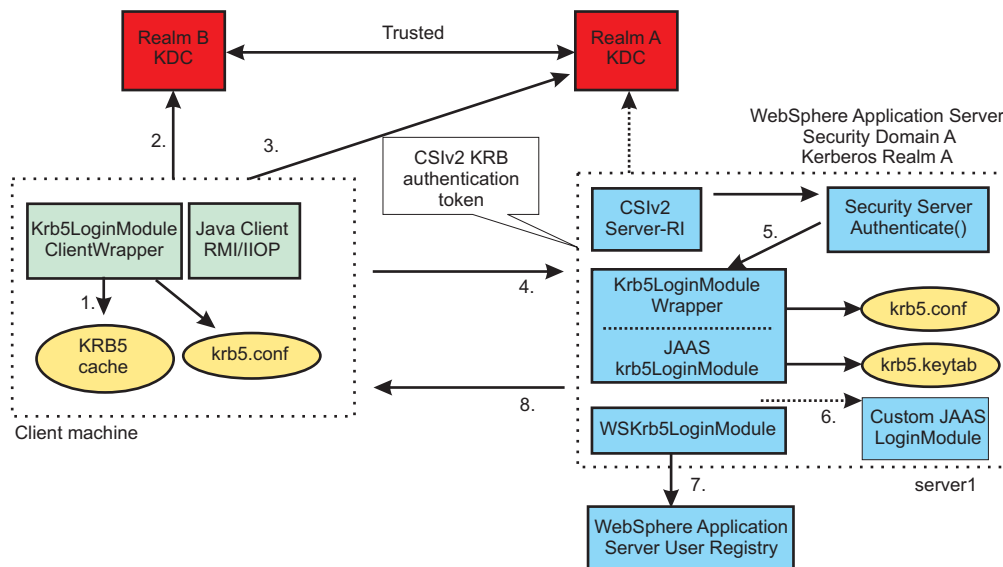 Realm B
KDC
Trusted
Realm A
KDC
2.
3.
CSIv2 KRB
authentication
token
WebSphere Application Server
Security Domain A
Kerberos Realm A
Krb5LoginModule
ClientWrapper
Java Client
RMI/IIOP
1.
KRB5
cache
krb5.conf
Client machine
4.
8.
CSIv2
Server-RI
Security Server
Authenticate()
5.
Krb5LoginModule
Wrapper
JAAS
krb5LoginModule
krb5.conf
krb5.keytab
6.
Custom JAAS
LoginModule
WSKrb5LoginModule
server1
7.
WebSphere Application
Server User Registry